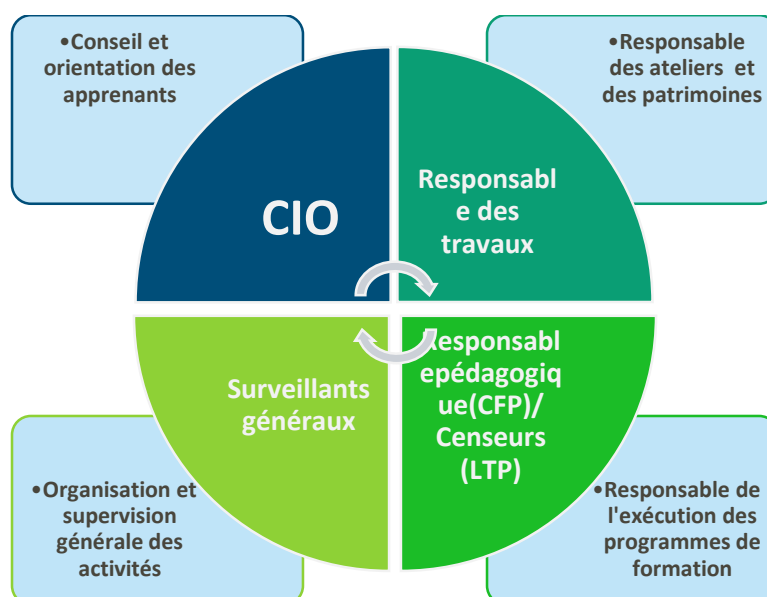 •Conseil et
orientation des
apprenants
•Responsable
des ateliers et
des patrimoines
CIO
Responsabl
e des
travaux
Surveillants
généraux
Responsabl
epédagogiq
ue(CFP)/
Censeurs
(LTP)
•Organisation et
supervision
générale des
activités
•Responsable de
l'exécution des
programmes de
formation